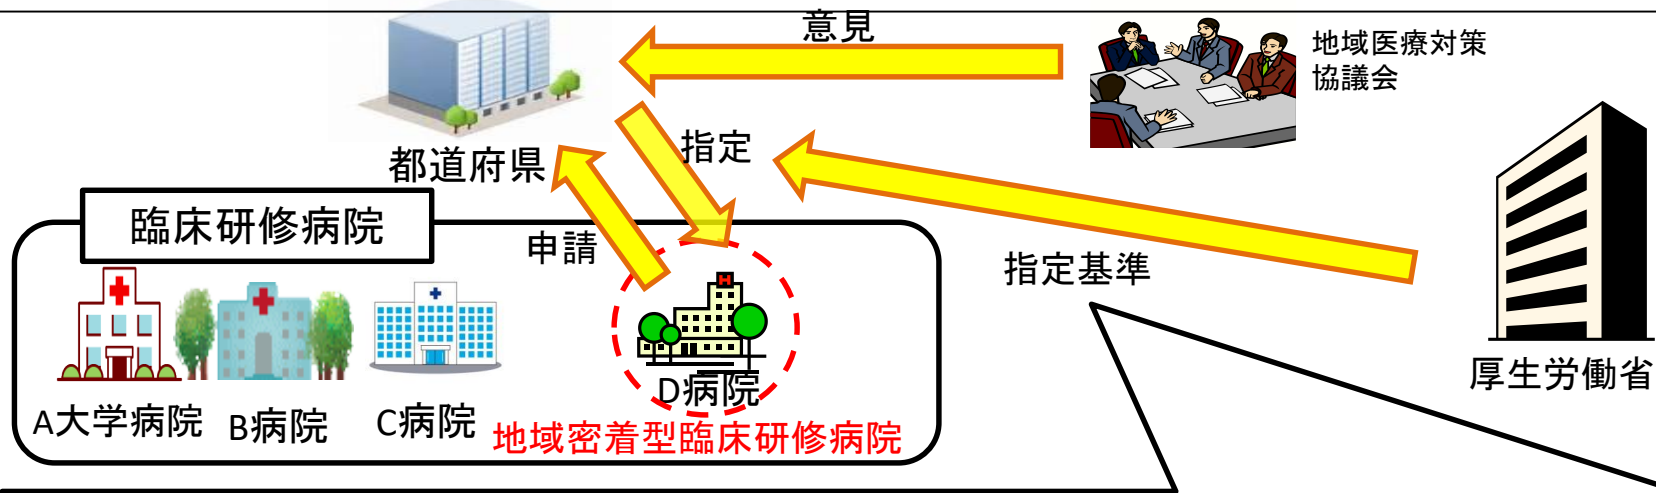 意見
地域医療対策
協議会
指定
都道府県
臨床研修病院
申請
指定基準
厚生労働省
H
D病院
A大学病院
B病院
C病院
地域密着型臨床研修病院